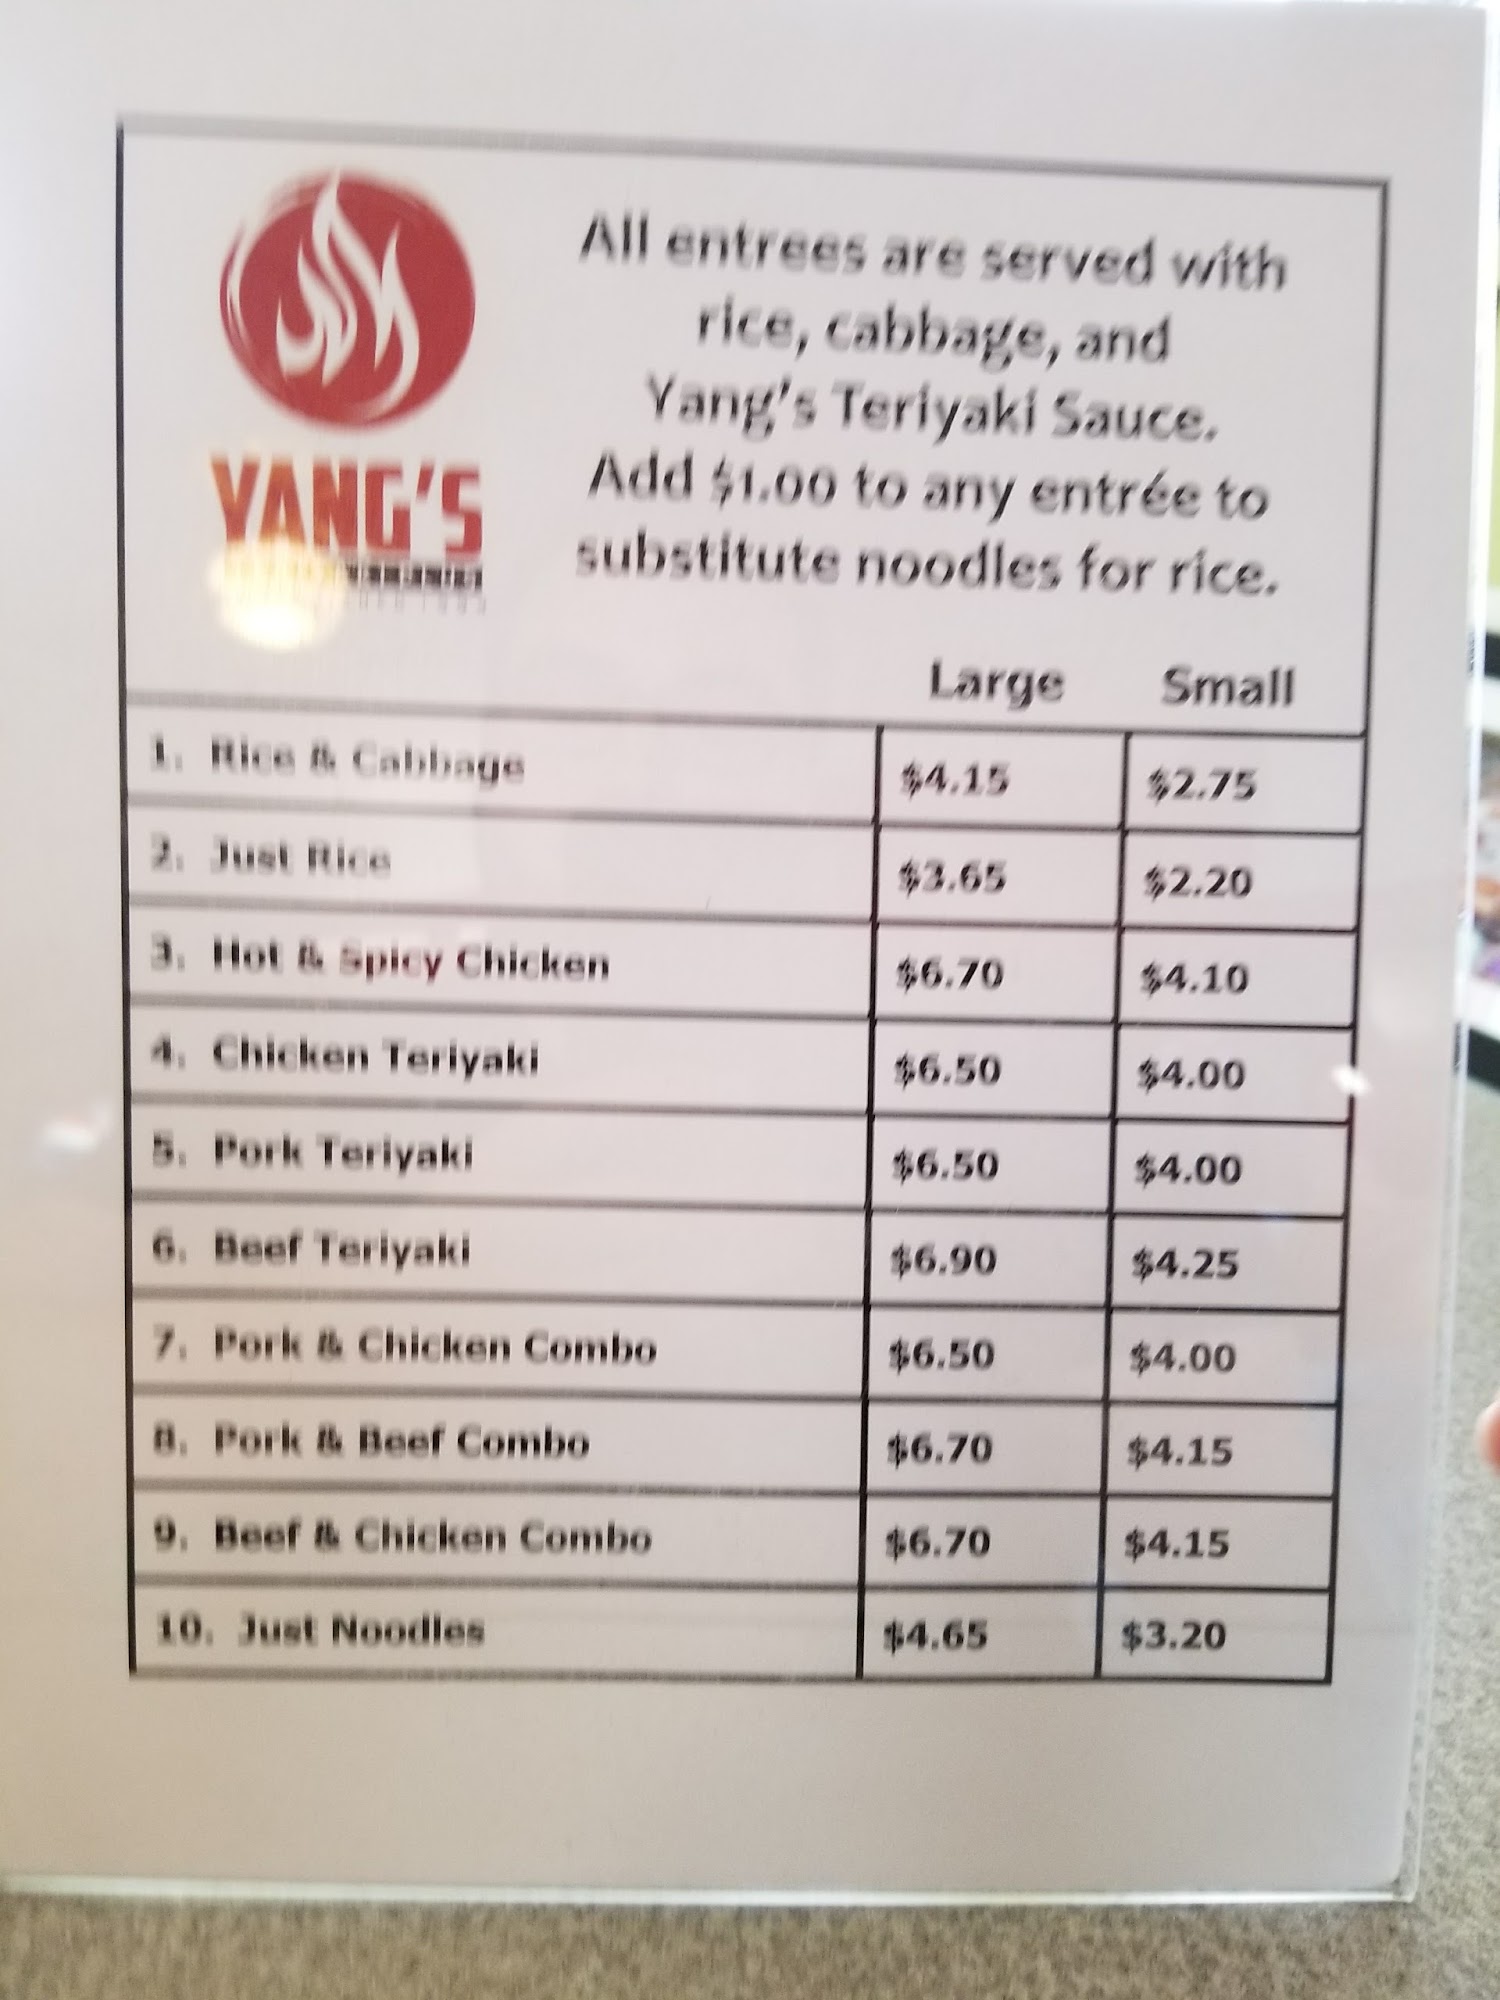 All entrees are served with
rice, cabbage, and
Yang's Teriyaki Sauce.
Add $1.00 to any entrée to
substitute noodles for rice.
YANG'S
Large Small
1. Rice & Cabbage $4.15 $2.75
2. Just Rice $3.65 $2.20
3. Hot & Spicy Chicken $6.70 $4.10
4. Chicken Teriyaki $6.50 $4.00
5. Pork Teriyaki $6.50 $4.00
6. Beef Teriyaki $6.90 $4.25
7. Pork & Chicken Combo $6.50 $4.00
8. Pork & Beef Combo $6.70 $4.15
9. Beef & Chicken Combo $6.70 $4.15
10. Just Noodles $4.65 $3.20